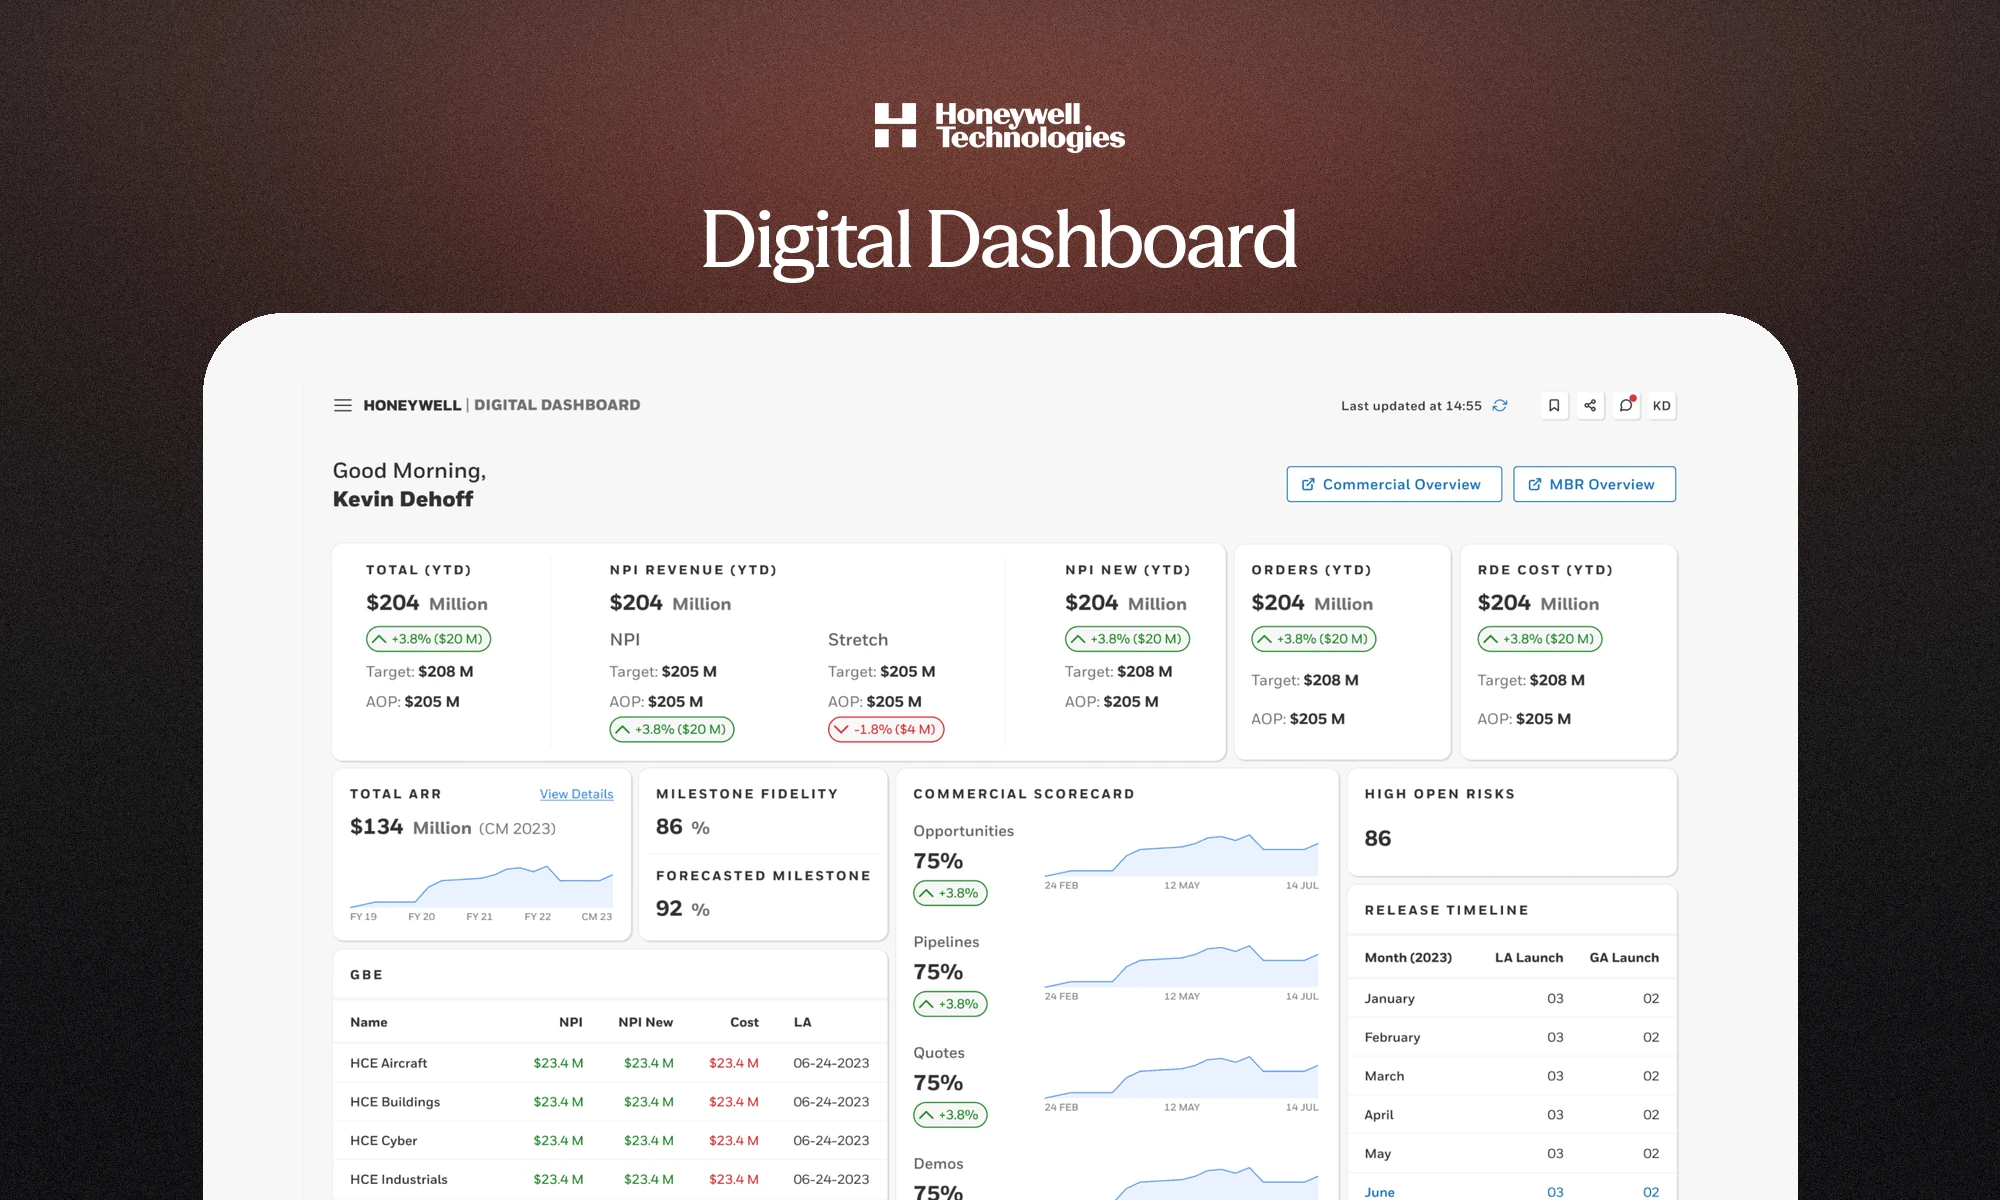 Honeywell
Technologies
Digital Dashboard
HONEYWELL | DIGITAL DASHBOARD
Last updated at 14:55
KD
Good Morning,
Kevin Dehoff
Commercial Overview
MBR Overview
TOTAL (YTD)
$204 Million
+3.8% ($20 M)
Target: $208 M
AOP: $205 M
NPI REVENUE (YTD)
$204 Million
NPI
Target: $205 M
AOP: $205 M
+3.8% ($20 M)
Stretch
Target: $205 M
AOP: $205 M
-1.8% ($4 M)
NPI NEW (YTD)
$204 Million
+3.8% ($20 M)
Target: $208 M
AOP: $205 M
ORDERS (YTD)
$204 Million
+3.8% ($20 M)
Target: $208 M
AOP: $205 M
RDE COST (YTD)
$204 Million
+3.8% ($20 M)
Target: $208 M
AOP: $205 M
TOTAL ARR
View Details
$134 Million (CM 2023)
FY 19 FY 20 FY 21 FY 22 CM 23
MILESTONE FIDELITY
86 %
FORECASTED MILESTONE
92 %
GBE
Name NPI NPI New Cost LA
HCE Aircraft $23.4 M $23.4 M $23.4 M 06-24-2023
HCE Buildings $23.4 M $23.4 M $23.4 M 06-24-2023
HCE Cyber $23.4 M $23.4 M $23.4 M 06-24-2023
HCE Industrials $23.4 M $23.4 M $23.4 M 06-24-2023
COMMERCIAL SCORECARD
Opportunities
75%
+3.8%
24 FEB 12 MAY 14 JUL
Pipelines
75%
+3.8%
24 FEB 12 MAY 14 JUL
Quotes
75%
+3.8%
24 FEB 12 MAY 14 JUL
Demos
75%
HIGH OPEN RISKS
86
RELEASE TIMELINE
Month (2023) LA Launch GA Launch
January 03 02
February 03 02
March 03 02
April 03 02
May 03 02
June 03 02